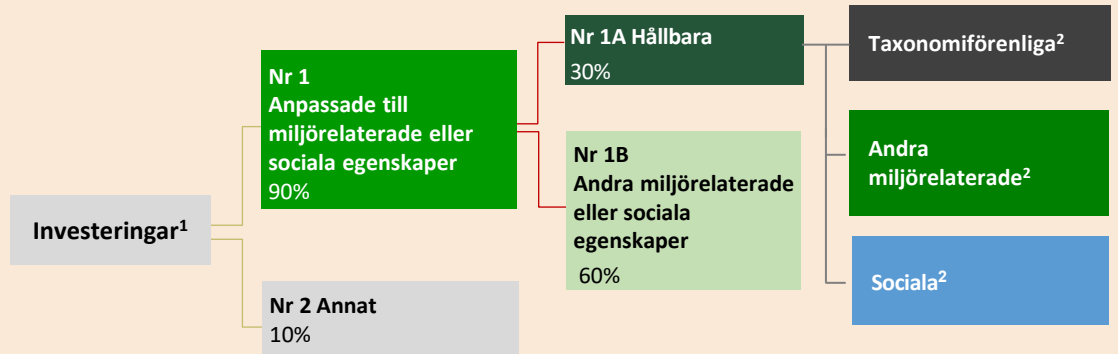 Investeringar¹
Nr 1
Anpassade till
miljörelaterade eller
sociala egenskaper
90%
Nr 2 Annat
10%
Nr 1A Hållbara
30%
Nr 1B
Andra miljörelaterade
eller sociala
egenskaper
60%
Taxonomiförenliga²
Andra
miljörelaterade²
Sociala²